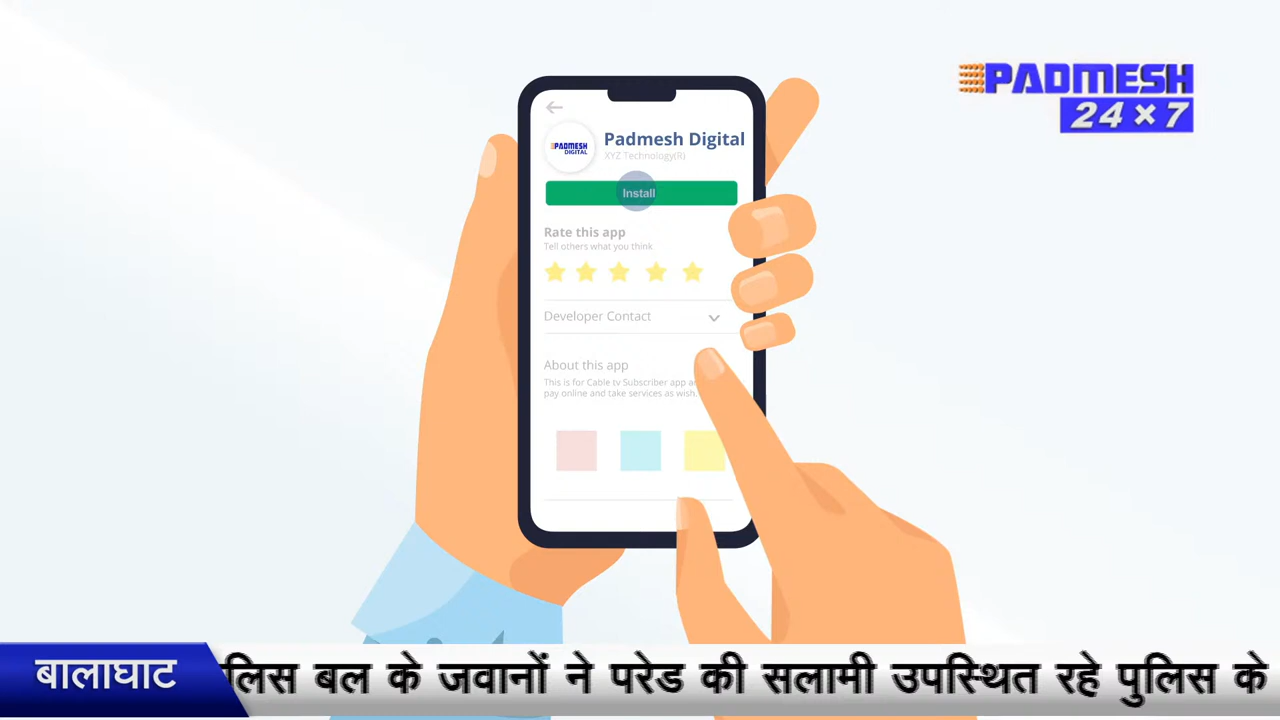 PADMESH
24×7
Padmesh Digital
PADMESH
DIGITAL
XYZ Technology(R)
Install
Rate this app
Tell others what you think.
Developer Contact
About this app
This is for Cable tv Subscriber app
pay online and take services as wish.
बालाघाट
लिस बल के जवानों ने परेड की सलामी उपस्थित रहे पुलिस के